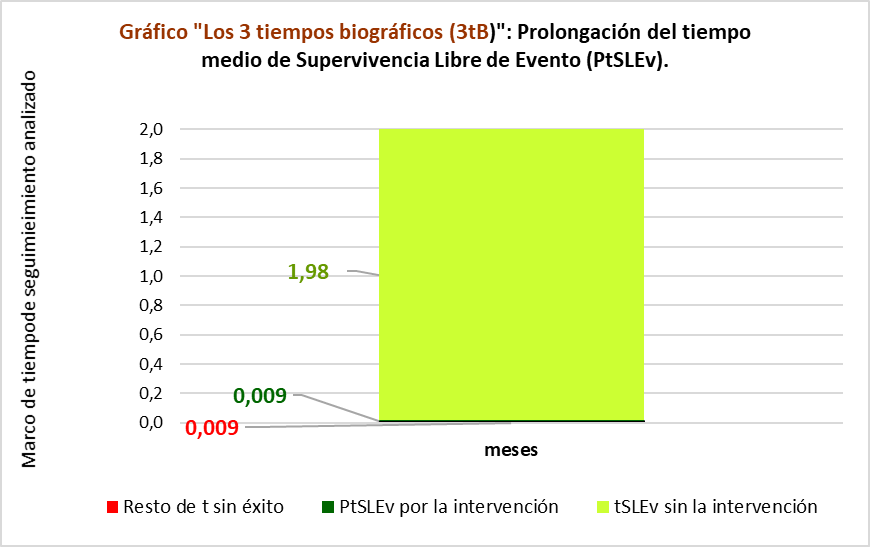 Gráfico "Los 3 tiempos biográficos (3tB)": Prolongación del tiempo
medio de Supervivencia Libre de Evento (PtSLEv).
Marco de tiempode seguimieimiento analizado
2,0
1,8
1,6
1,4
1,2
1,0
0,8
0,6
0,4
0,2
0,0
1,98
0,009
0,009
meses
Resto de t sin éxito
PtSLEv por la intervención
tSLEv sin la intervención